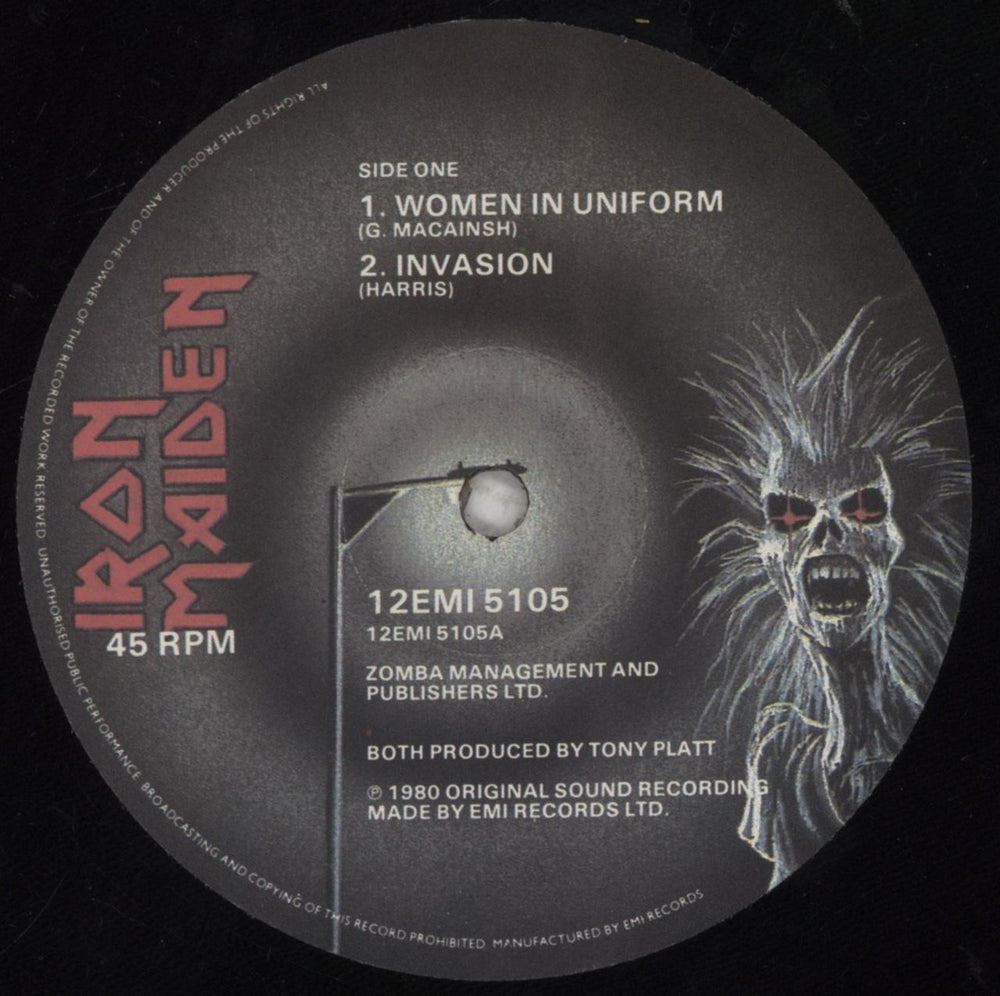 SIDE ONE
1. WOMEN IN UNIFORM
(G. MACAINSH)
2. INVASION
(HARRIS)
IRON
MAIDEN
45 RPM
12EMI 5105
12EMI 5105A
ZOMBA MANAGEMENT AND
PUBLISHERS LTD.
BOTH PRODUCED BY TONY PLATT
℗ 1980 ORIGINAL SOUND RECORDING
MADE BY EMI RECORDS LTD.
ALL RIGHTS OF THE PRODUCER AND OF THE OWNER OF THE RECORDED WORK RESERVED UNAUTHORISED PUBLIC PERFORMANCE BROADCASTING AND COPYING OF THIS RECORD PROHIBITED MANUFACTURED BY EMI RECORDS